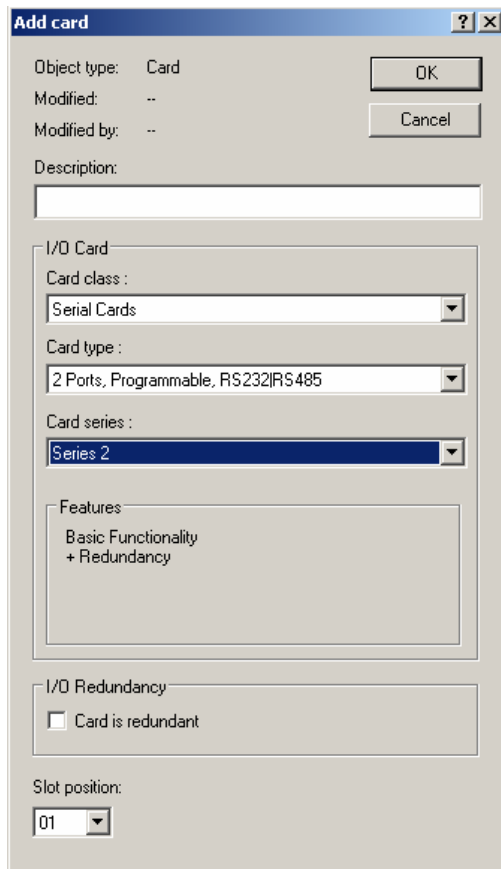 Add card
Object type: Card
OK
Modified: --
Modified by: --
Cancel
Description:
I/O Card
Card class :
Serial Cards
Card type :
2 Ports, Programmable, RS232|RS485
Card series :
Series 2
Features
Basic Functionality
+ Redundancy
I/O Redundancy
Card is redundant
Slot position:
01